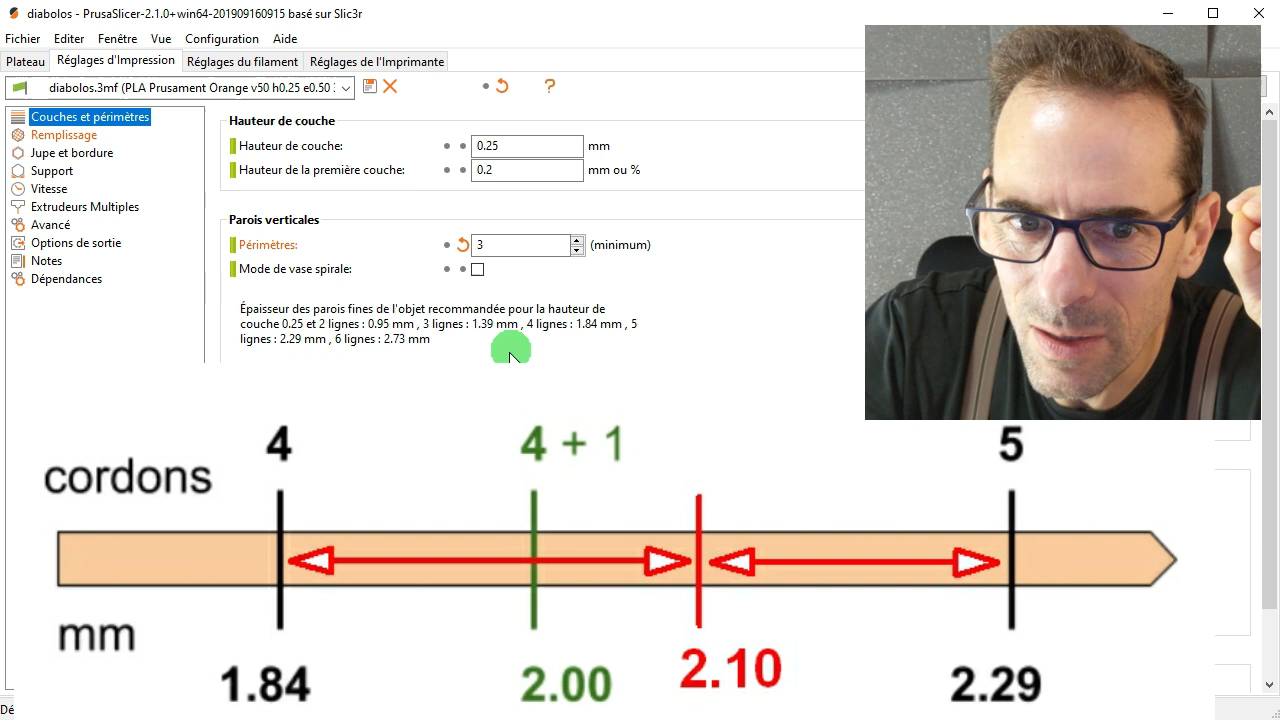 diabolos - PrusaSlicer-2.1.0+win64-201909160915 basé sur Slic3r
Fichier Editer Fenêtre Vue Configuration Aide
Plateau Réglages d'Impression Réglages du filament Réglages de l'Imprimante
diabolos.3mf (PLA Prusament Orange v50 h0.25 e0.50
Couches et périmètres
Remplissage
Jupe et bordure
Support
Vitesse
Extrudeurs Multiples
Avancé
Options de sortie
Notes
Dépendances
Hauteur de couche
Hauteur de couche: 0.25 mm
Hauteur de la première couche: 0.2 mm ou %
Parois verticales
Périmètres: 3 (minimum)
Mode de vase spirale:
Épaisseur des parois fines de l'objet recommandée pour la hauteur de
couche 0.25 et 2 lignes : 0.95 mm , 3 lignes : 1.39 mm , 4 lignes : 1.84 mm , 5
lignes : 2.29 mm , 6 lignes : 2.73 mm
4 4 + 1 5
cordons
mm
1.84 2.00 2.10 2.29
Dé